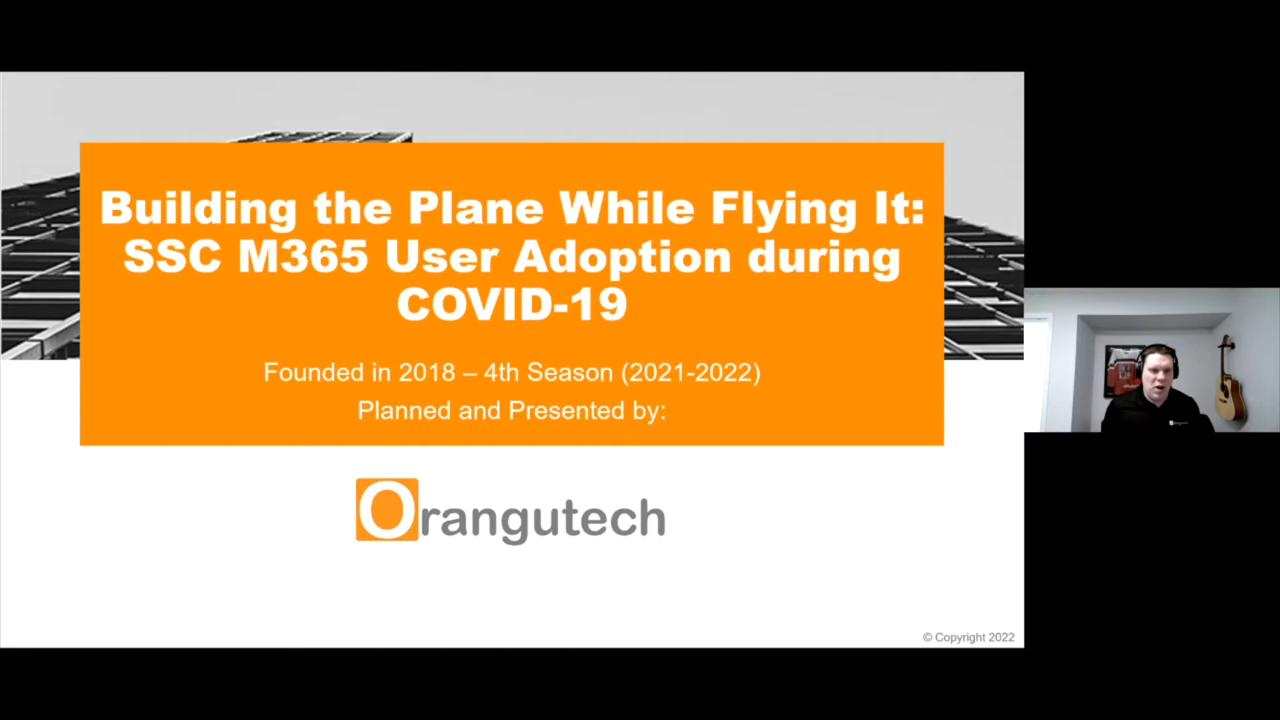 Building the Plane While Flying It:
SSC M365 User Adoption during
COVID-19
Founded in 2018 – 4th Season (2021-2022)
Planned and Presented by:
Orangutech
© Copyright 2022